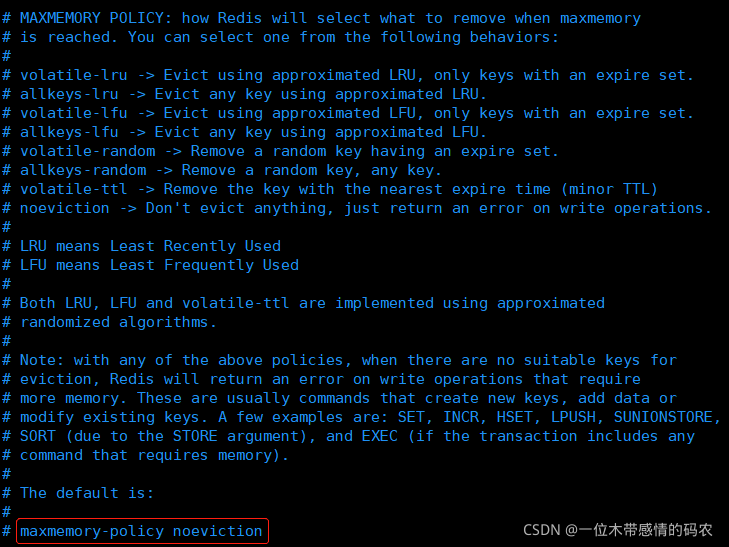 # MAXMEMORY POLICY: how Redis will select what to remove when maxmemory
# is reached. You can select one from the following behaviors:
#
# volatile-lru -> Evict using approximated LRU, only keys with an expire set.
# allkeys-lru -> Evict any key using approximated LRU.
# volatile-lfu -> Evict using approximated LFU, only keys with an expire set.
# allkeys-lfu -> Evict any key using approximated LFU.
# volatile-random -> Remove a random key having an expire set.
# allkeys-random -> Remove a random key, any key.
# volatile-ttl -> Remove the key with the nearest expire time (minor TTL)
# noeviction -> Don't evict anything, just return an error on write operations.
#
# LRU means Least Recently Used
# LFU means Least Frequently Used
#
# Both LRU, LFU and volatile-ttl are implemented using approximated
# randomized algorithms.
#
# Note: with any of the above policies, when there are no suitable keys for
# eviction, Redis will return an error on write operations that require
# more memory. These are usually commands that create new keys, add data or
# modify existing keys. A few examples are: SET, INCR, HSET, LPUSH, SUNIONSTORE,
# SORT (due to the STORE argument), and EXEC (if the transaction includes any
# command that requires memory).
#
# The default is:
#
# maxmemory-policy noeviction
CSDN @一位木带感情的码农